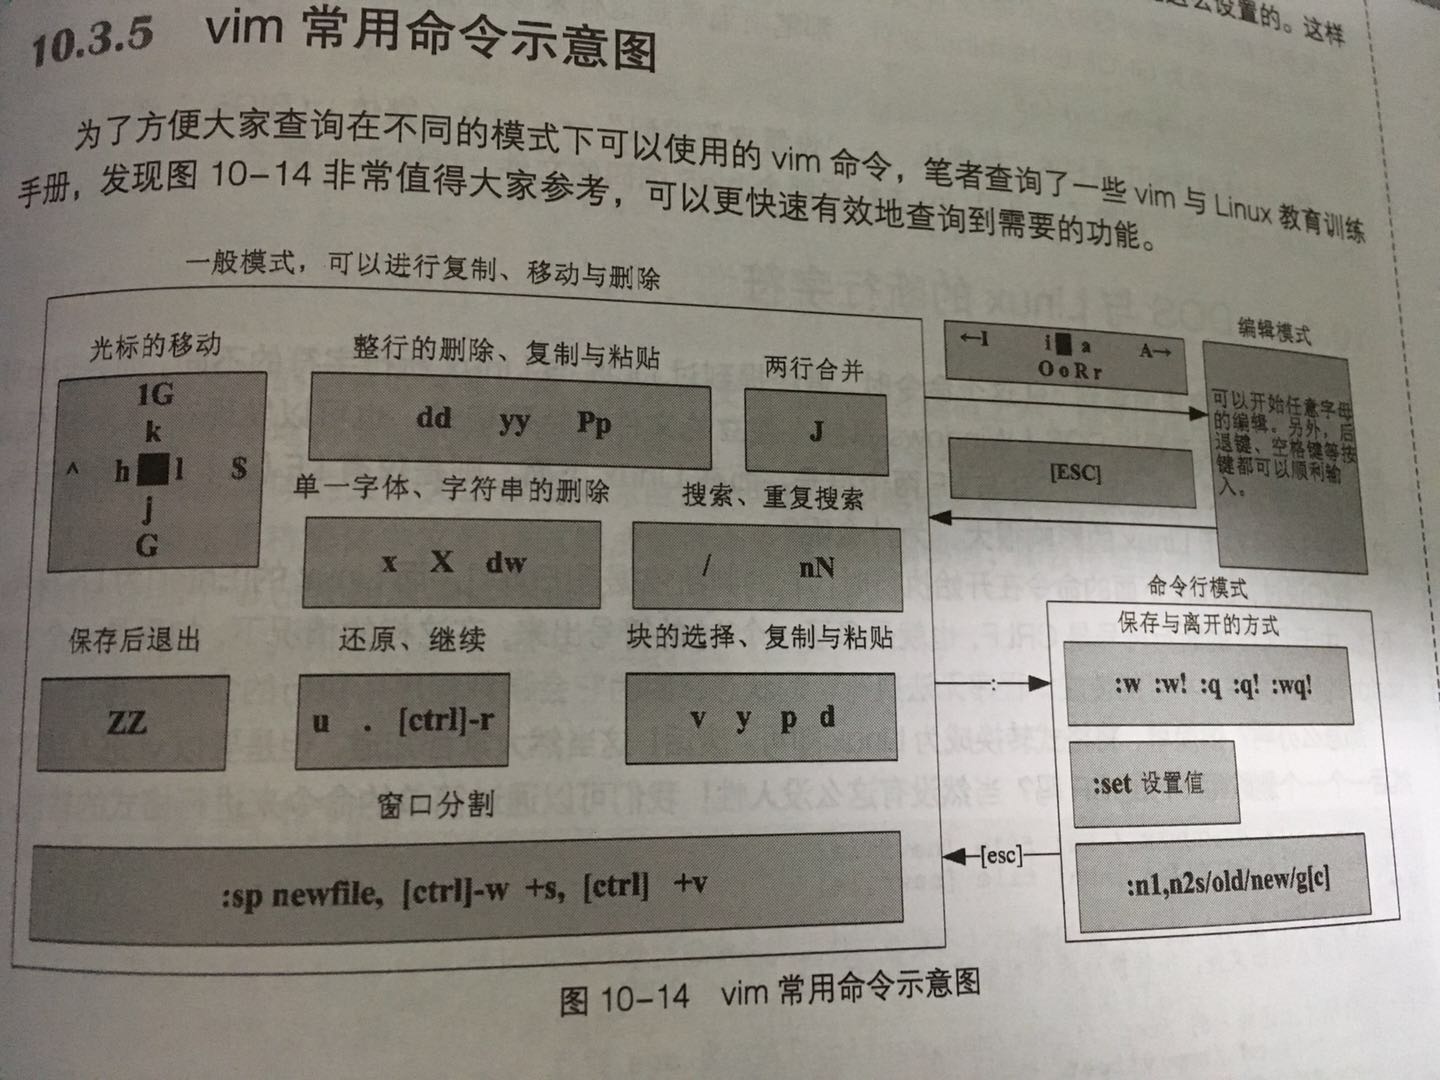 么设置的。这样
10.3.5 vim 常用命令示意图
为了方便大家查询在不同的模式下可以使用的 vim 命令，笔者查询了一些 vim 与 Linux 教育训练
手册，发现图 10-14 非常值得大家参考，可以更快速有效地查询到需要的功能。
一般模式，可以进行复制、移动与删除
光标的移动
1G
k
^ h l $
j
G
整行的删除、复制与粘贴
dd yy Pp
两行合并
J
单一字体、字符串的删除
x X dw
搜索、重复搜索
/ nN
保存后退出
ZZ
还原、继续
u . [ctrl]-r
块的选择、复制与粘贴
v y p d
窗口分割
:sp newfile, [ctrl]-w +s, [ctrl] +v
←I i a A→
O o R r
[ESC]
编辑模式
可以开始任意字母
的编辑。另外，后
退键、空格键等按
键都可以顺利输
入。
:
[esc]
命令行模式
保存与离开的方式
:w :w! :q :q! :wq!
:set 设置值
:n1,n2s/old/new/g[c]
图 10-14 vim 常用命令示意图